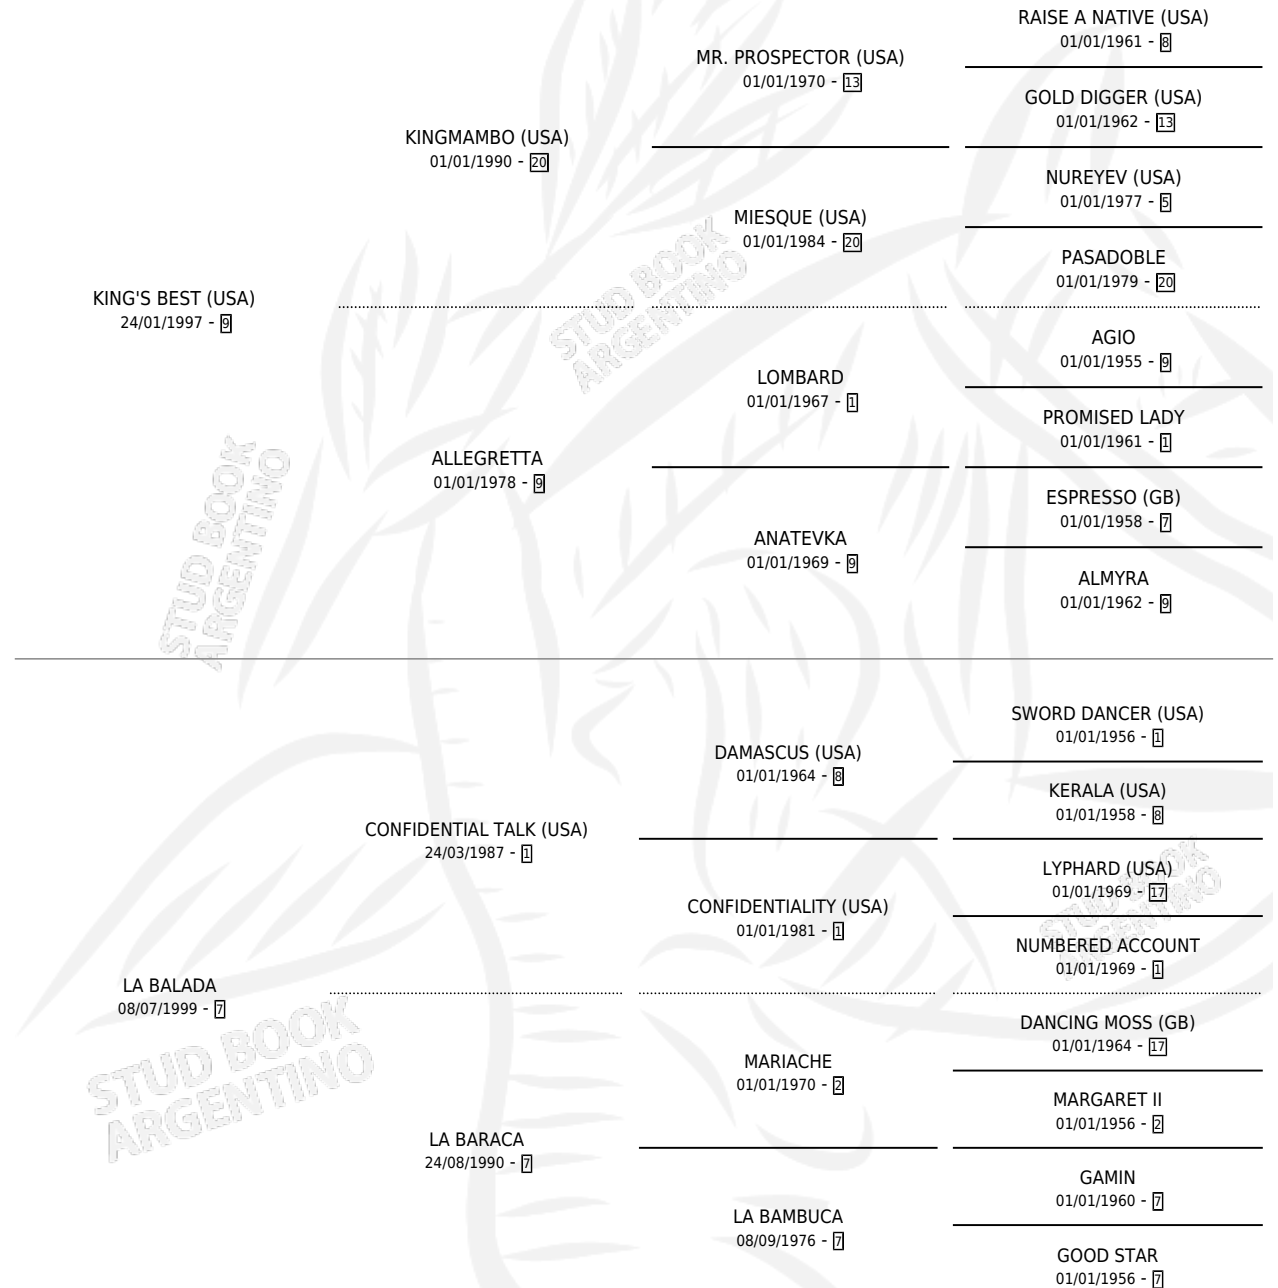 RAISE A NATIVE (USA)
01/01/1961 - 8
MR. PROSPECTOR (USA)
01/01/1970 - 13
GOLD DIGGER (USA)
01/01/1962 - 13
KINGMAMBO (USA)
01/01/1990 - 20
NUREYEV (USA)
01/01/1977 - 5
MIESQUE (USA)
01/01/1984 - 20
PASADOBLE
01/01/1979 - 20
KING'S BEST (USA)
24/01/1997 - 9
STUD BOOK
ARGENTINO
AGIO
01/01/1955 - 9
LOMBARD
01/01/1967 - 1
PROMISED LADY
01/01/1961 - 1
ALLEGRETTA
01/01/1978 - 9
STUD BOOK
ARGENTINO
ESPRESSO (GB)
01/01/1958 - 7
ANATEVKA
01/01/1969 - 9
ALMYRA
01/01/1962 - 9
SWORD DANCER (USA)
01/01/1956 - 1
DAMASCUS (USA)
01/01/1964 - 8
KERALA (USA)
01/01/1958 - 8
CONFIDENTIAL TALK (USA)
24/03/1987 - 1
LYPHARD (USA)
01/01/1969 - 17
STUD BOOK
ARGENTINO
CONFIDENTIALITY (USA)
01/01/1981 - 1
NUMBERED ACCOUNT
01/01/1969 - 1
LA BALADA
08/07/1999 - 7
STUD BOOK
ARGENTINO
DANCING MOSS (GB)
01/01/1964 - 17
MARIACHE
01/01/1970 - 2
MARGARET II
01/01/1956 - 2
LA BARACA
24/08/1990 - 7
GAMIN
01/01/1960 - 7
LA BAMBUCA
08/09/1976 - 7
GOOD STAR
01/01/1956 - 7